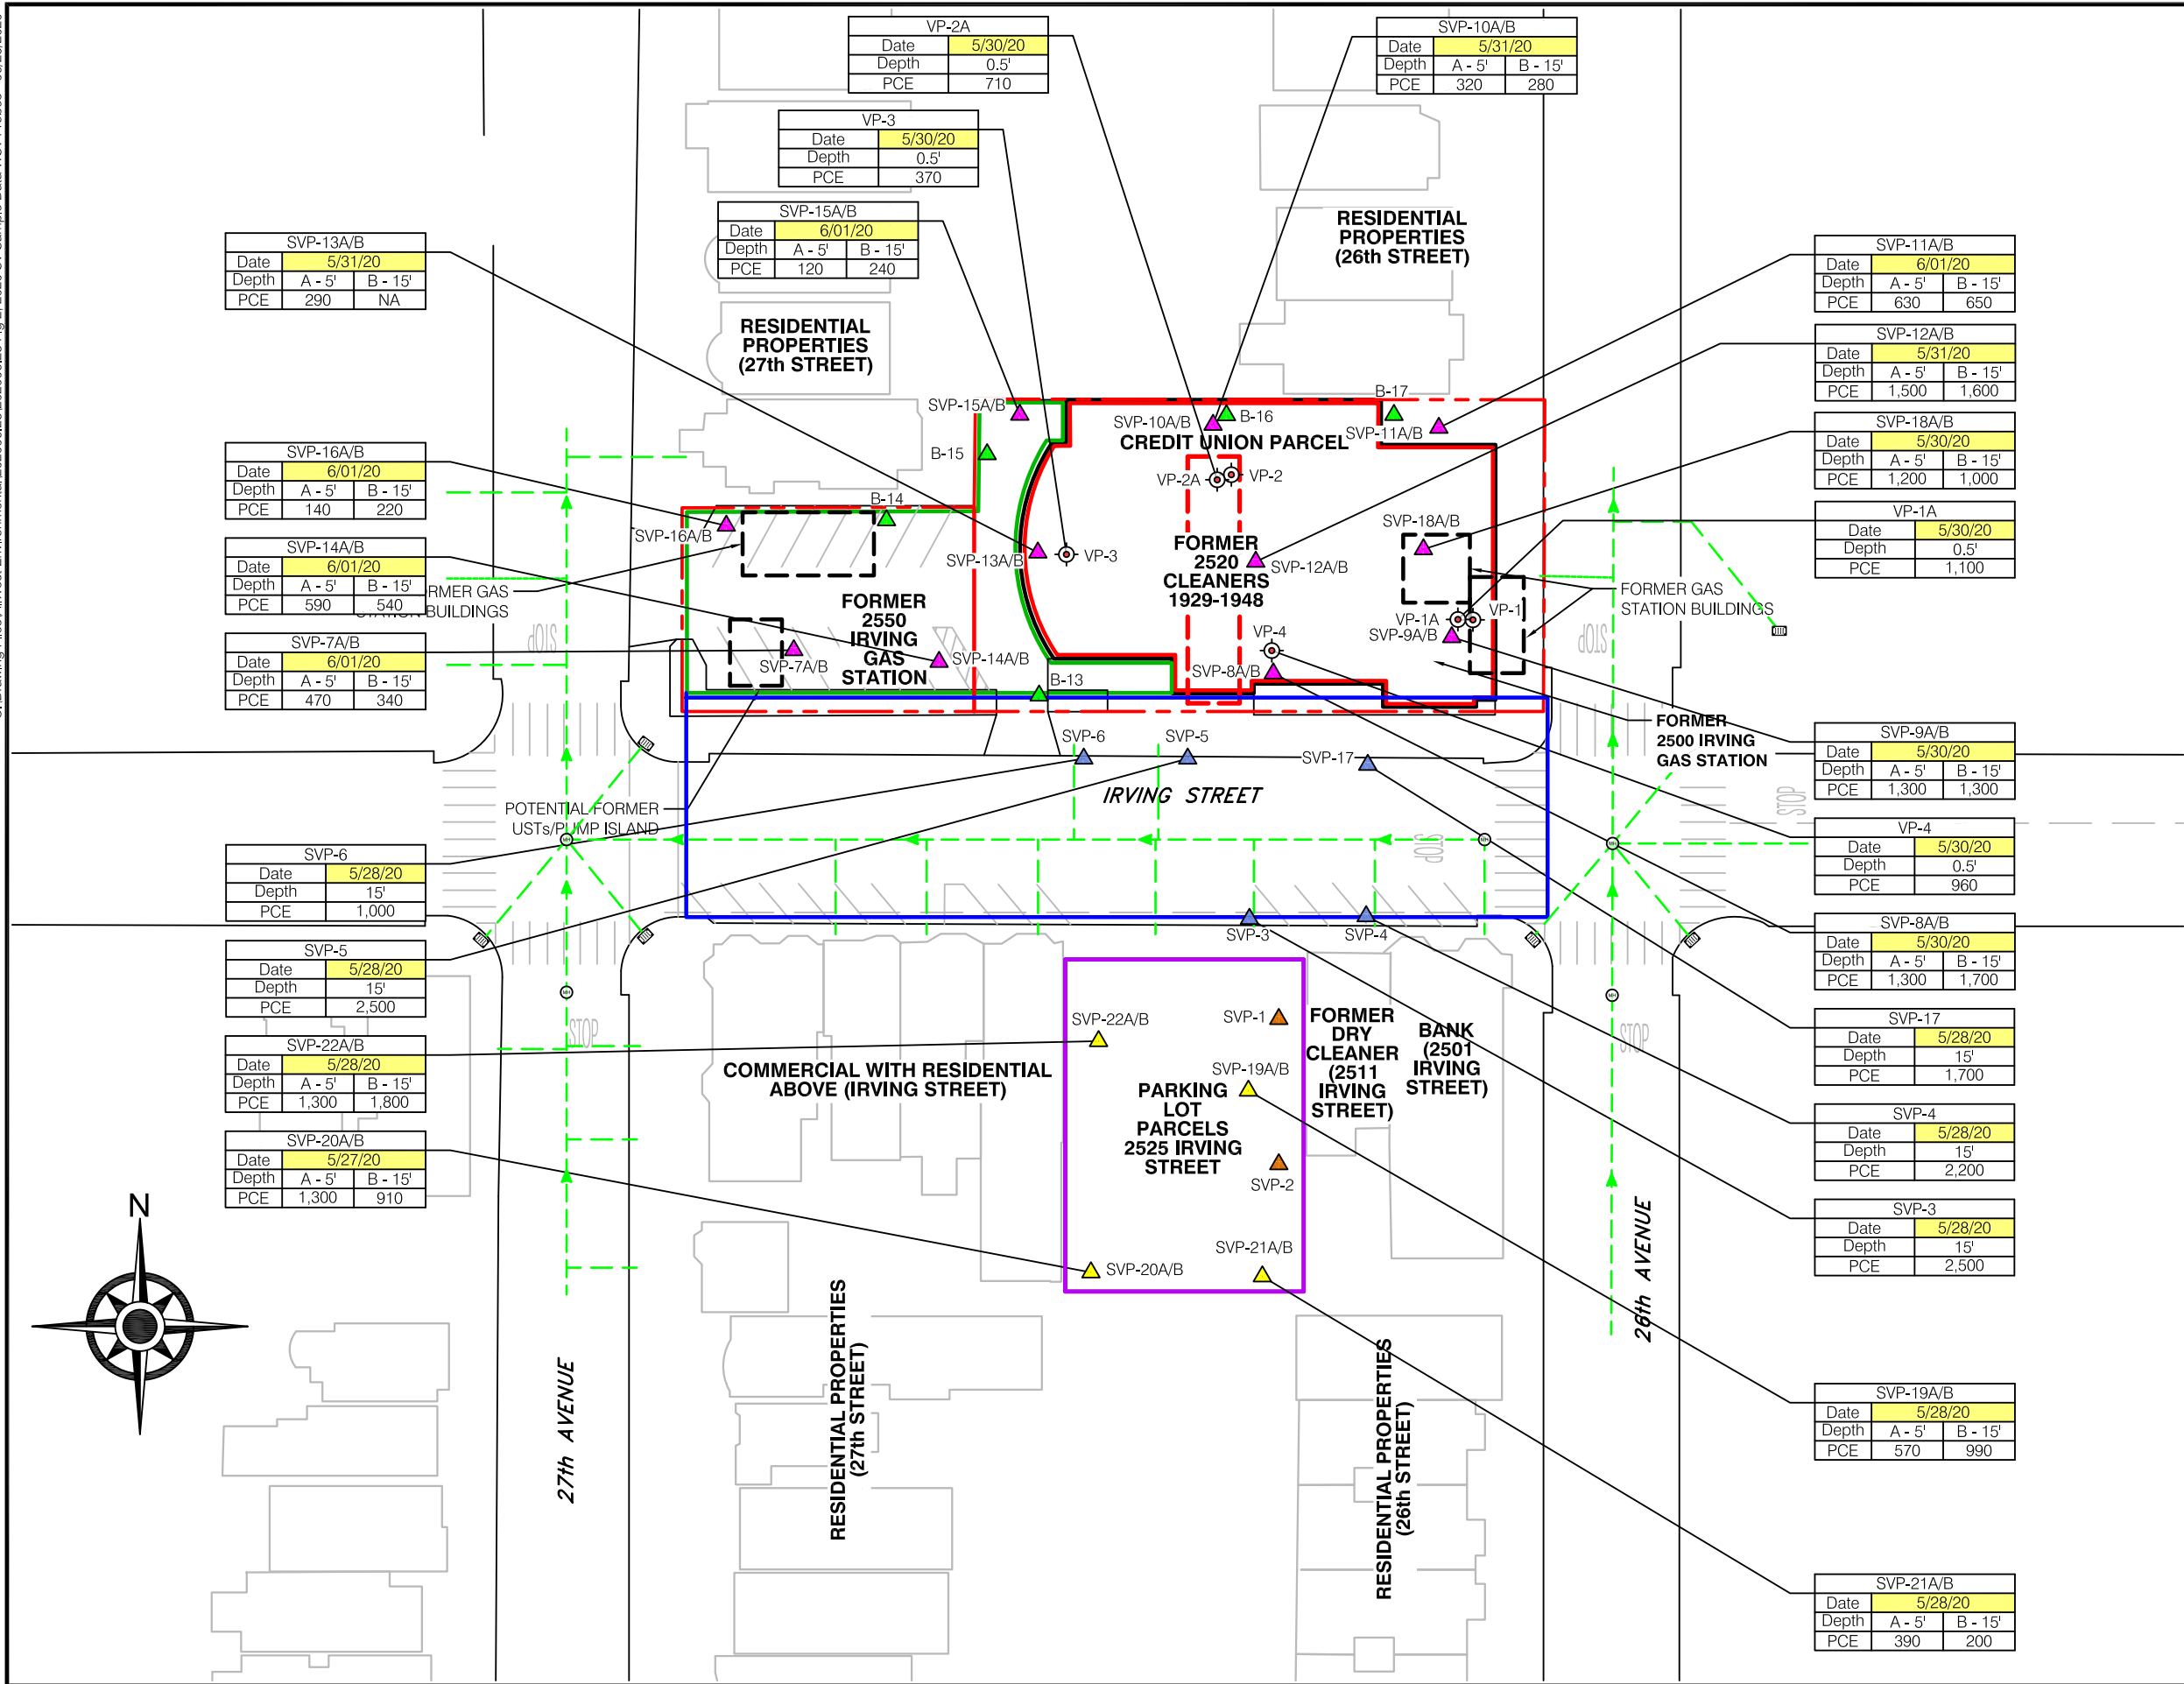 VP-2A
Date 5/30/20
Depth 0.5'
PCE 710
SVP-10A/B
Date 5/31/20
Depth A - 5' B - 15'
PCE 320 280
VP-3
Date 5/30/20
Depth 0.5'
PCE 370
SVP-15A/B
Date 6/01/20
Depth A - 5' B - 15'
PCE 120 240
SVP-13A/B
Date 5/31/20
Depth A - 5' B - 15'
PCE 290 NA
SVP-16A/B
Date 6/01/20
Depth A - 5' B - 15'
PCE 140 220
SVP-14A/B
Date 6/01/20
Depth A - 5' B - 15'
PCE 590 540
RMER GAS
STATION BUILDINGS
SVP-7A/B
Date 6/01/20
Depth A - 5' B - 15'
PCE 470 340
SVP-6
Date 5/28/20
Depth 15'
PCE 1,000
SVP-5
Date 5/28/20
Depth 15'
PCE 2,500
SVP-22A/B
Date 5/28/20
Depth A - 5' B - 15'
PCE 1,300 1,800
SVP-20A/B
Date 5/27/20
Depth A - 5' B - 15'
PCE 1,300 910
N
RESIDENTIAL
PROPERTIES
(27th STREET)
RESIDENTIAL
PROPERTIES
(26th STREET)
SVP-15A/B
B-15
B-14
SVP-16A/B
SVP-13A/B
VP-3
SVP-10A/B
B-16
B-17
SVP-11A/B
CREDIT UNION PARCEL
VP-2A
VP-2
FORMER
2520
CLEANERS
1929-1948
SVP-12A/B
SVP-18A/B
VP-1A
VP-1
SVP-9A/B
VP-4
SVP-8A/B
FORMER
2550
IRVING
GAS
STATION
SVP-7A/B
SVP-14A/B
B-13
FORMER GAS
STATION BUILDINGS
FORMER
2500 IRVING
GAS STATION
SVP-6
SVP-5
SVP-17
IRVING STREET
POTENTIAL FORMER
USTs/PUMP ISLAND
STOP
STOP
STOP
STOP
STOP
STOP
MH
MH
MH
MH
MH
SVP-3
SVP-4
SVP-22A/B
SVP-1
SVP-19A/B
PARKING
LOT
PARCELS
2525 IRVING
STREET
SVP-2
SVP-21A/B
SVP-20A/B
COMMERCIAL WITH RESIDENTIAL
ABOVE (IRVING STREET)
FORMER
DRY
CLEANER
(2511
IRVING
STREET)
BANK
(2501
IRVING
STREET)
27th AVENUE
26th AVENUE
RESIDENTIAL PROPERTIES
(27th STREET)
RESIDENTIAL PROPERTIES
(26th STREET)
SVP-11A/B
Date 6/01/20
Depth A - 5' B - 15'
PCE 630 650
SVP-12A/B
Date 5/31/20
Depth A - 5' B - 15'
PCE 1,500 1,600
SVP-18A/B
Date 5/30/20
Depth A - 5' B - 15'
PCE 1,200 1,000
VP-1A
Date 5/30/20
Depth 0.5'
PCE 1,100
SVP-9A/B
Date 5/30/20
Depth A - 5' B - 15'
PCE 1,300 1,300
VP-4
Date 5/30/20
Depth 0.5'
PCE 960
SVP-8A/B
Date 5/30/20
Depth A - 5' B - 15'
PCE 1,300 1,700
SVP-17
Date 5/28/20
Depth 15'
PCE 1,700
SVP-4
Date 5/28/20
Depth 15'
PCE 2,200
SVP-3
Date 5/28/20
Depth 15'
PCE 2,500
SVP-19A/B
Date 5/28/20
Depth A - 5' B - 15'
PCE 570 990
SVP-21A/B
Date 5/28/20
Depth A - 5' B - 15'
PCE 390 200